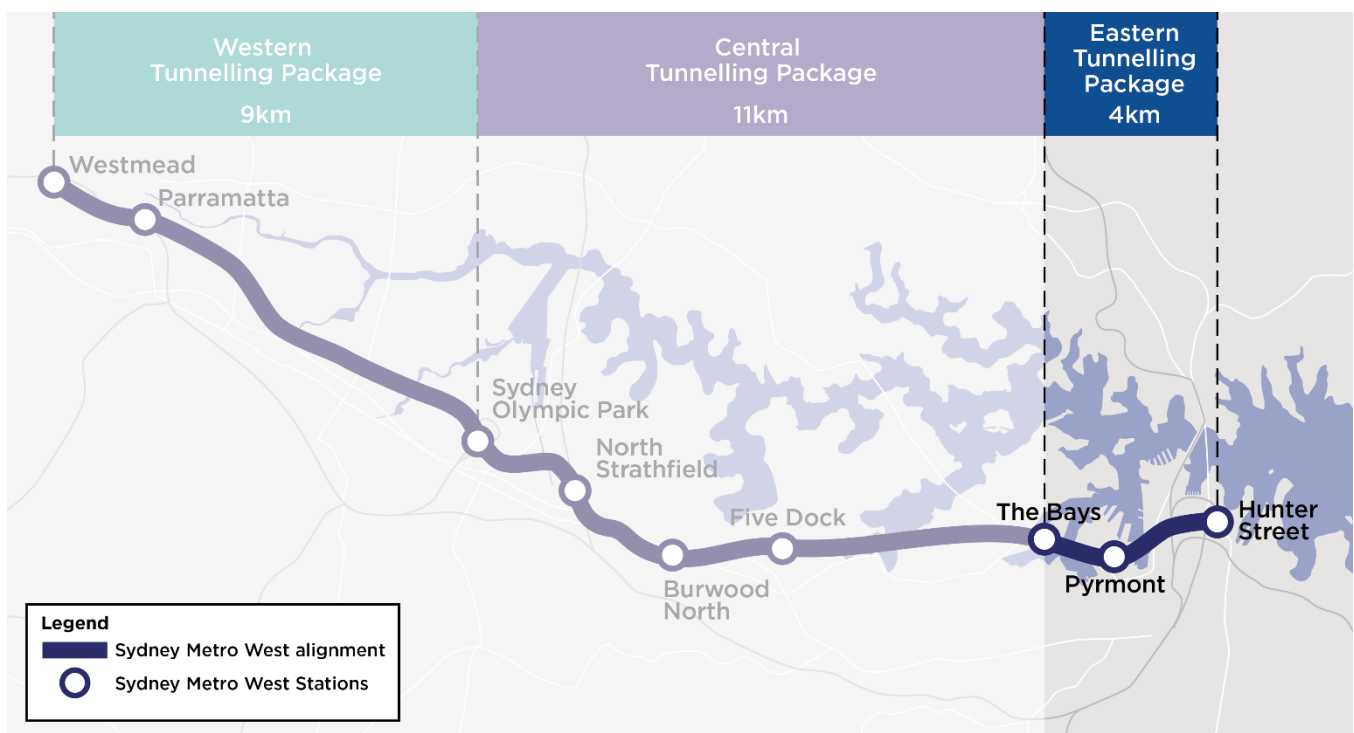 Western
Tunnelling Package
9km
Central
Tunnelling Package
11km
Eastern
Tunnelling
Package
4km
Westmead
Parramatta
Sydney
Olympic Park
North
Strathfield
Burwood
North
Five Dock
The Bays
Pyrmont
Hunter
Street
Legend
Sydney Metro West alignment
Sydney Metro West Stations